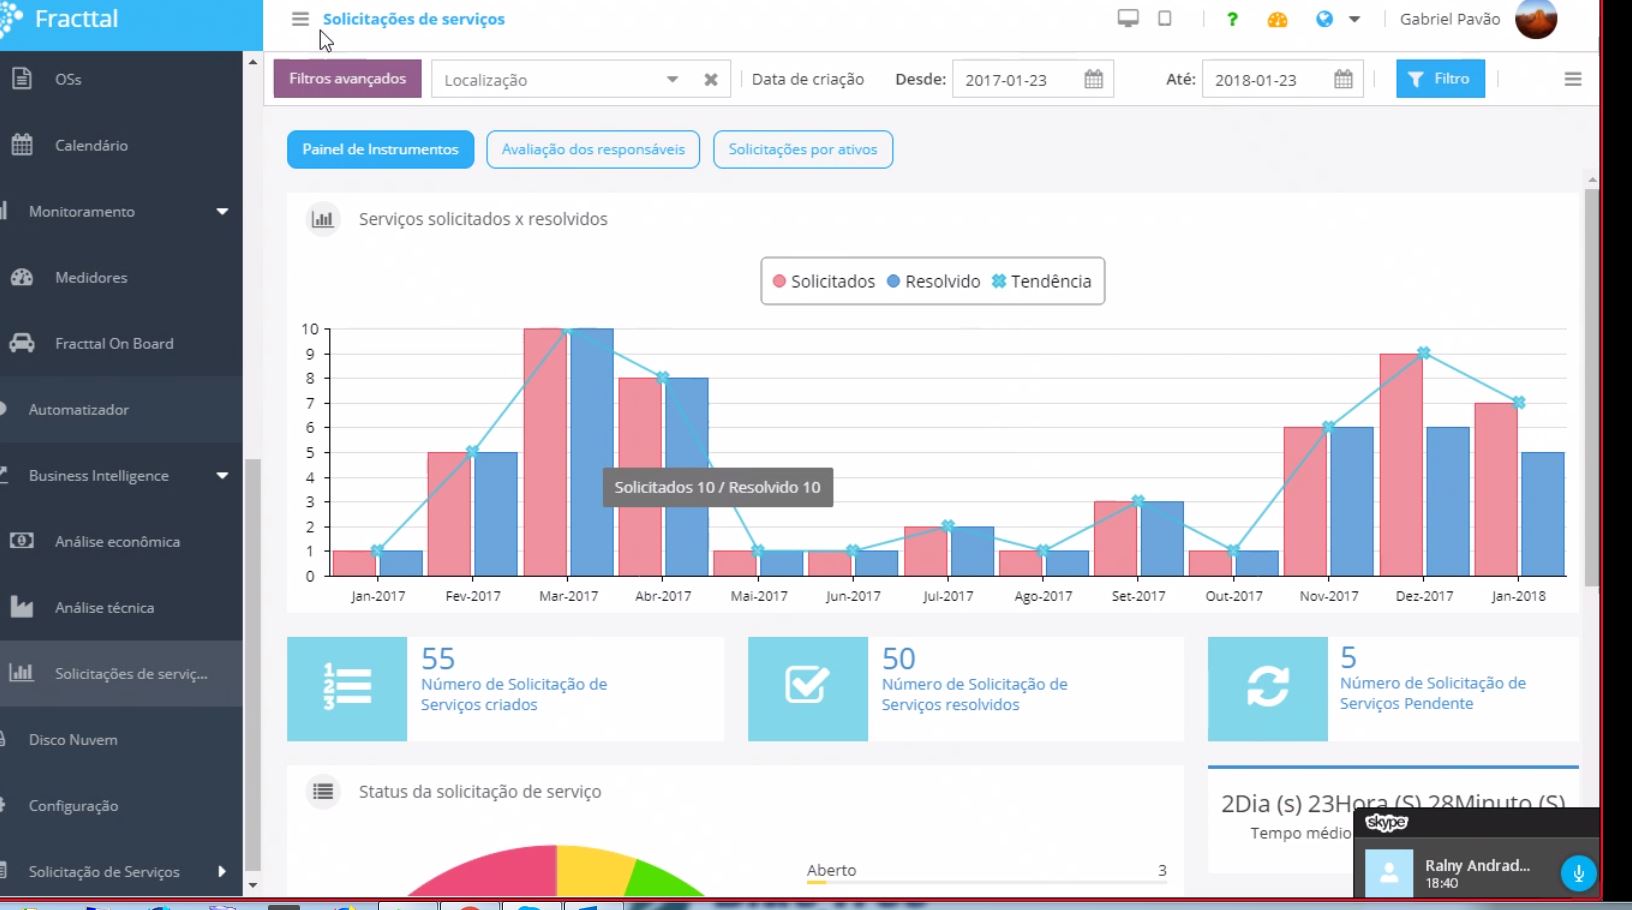 Fracttal
Solicitações de serviços
? Gabriel Pavão
OSs
Calendário
Monitoramento
Medidores
Fracttal On Board
Automatizador
Business Intelligence
Análise econômica
Análise técnica
Solicitações de serviç...
Disco Nuvem
Configuração
Solicitação de Serviços
Filtros avançados Localização Data de criação Desde: 2017-01-23 Até: 2018-01-23 Filtro
Painel de Instrumentos Avaliação dos responsáveis Solicitações por ativos
Serviços solicitados x resolvidos
Solicitados Resolvido Tendência
10
9
8
7
6
5
4
3
2
1
0
Solicitados 10 / Resolvido 10
Jan-2017 Fev-2017 Mar-2017 Abr-2017 Mai-2017 Jun-2017 Jul-2017 Ago-2017 Set-2017 Out-2017 Nov-2017 Dez-2017 Jan-2018
1
2
3
55
Número de Solicitação de
Serviços criados
50
Número de Solicitação de
Serviços resolvidos
5
Número de Solicitação de
Serviços Pendente
Status da solicitação de serviço
Aberto 3
2Dia (s) 23Hora (S) 28Minuto (S)
Tempo médio
skype
Ralny Andrad...
18:40